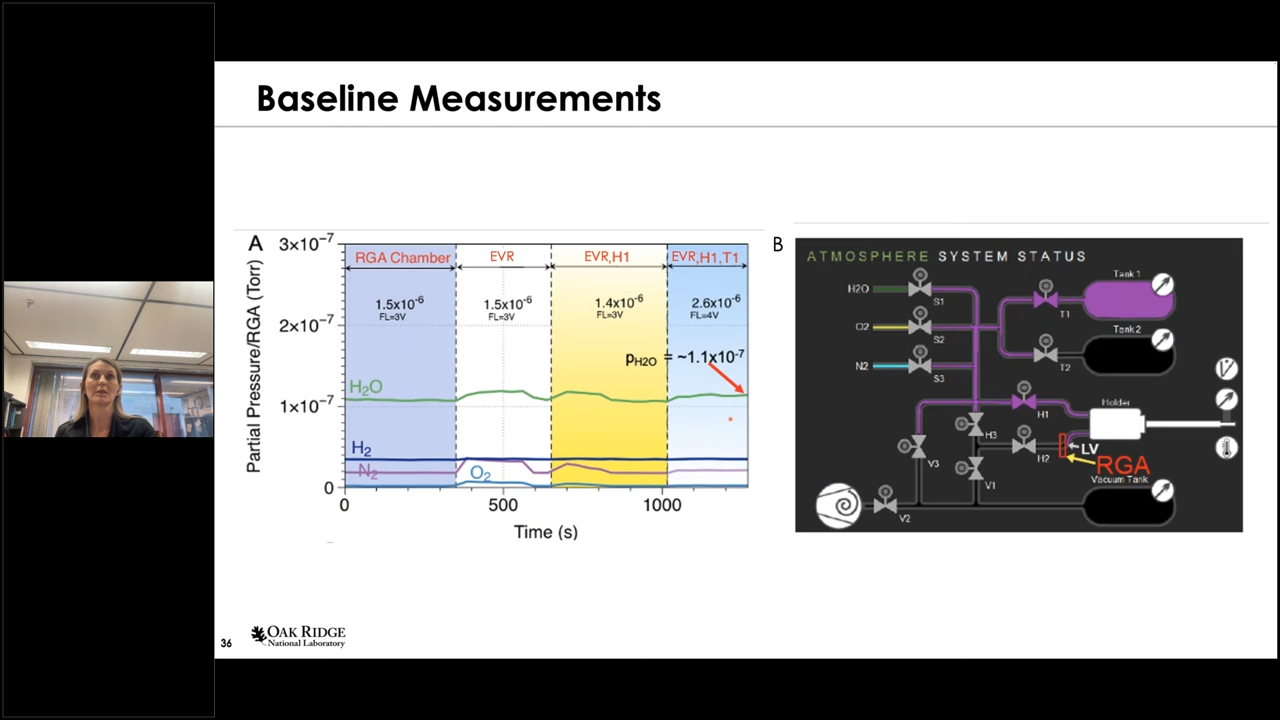 Baseline Measurements
A
Partial Pressure/RGA (Torr)
3x10⁻⁷
2x10⁻⁷
1x10⁻⁷
0
RGA Chamber
EVR
EVR,H1
EVR,H1,T1
1.5x10⁻⁶
FL=3V
1.5x10⁻⁶
FL=3V
1.4x10⁻⁶
FL=3V
2.6x10⁻⁶
FL=4V
pH2O = ~1.1x10⁻⁷
H₂O
H₂
N₂
O₂
0
500
1000
Time (s)
B
ATMOSPHERE SYSTEM STATUS
H2O
S1
O2
S2
N2
S3
Tank 1
T1
Tank 2
T2
Holder
H1
H3
H2
LV
RGA
V3
V1
Vacuum Tank
V2
36
OAK RIDGE
National Laboratory